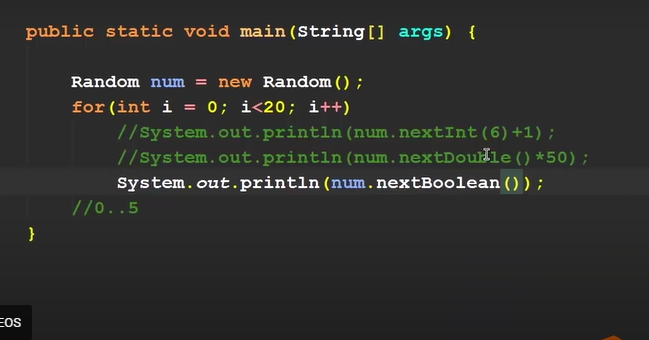 public static void main(String[] args) {
Random num = new Random();
for(int i = 0; i<20; i++)
//System.out.println(num.nextInt(6)+1);
//System.out.println(num.nextDouble()*50);
System.out.println(num.nextBoolean());
//0..5
}
EOS